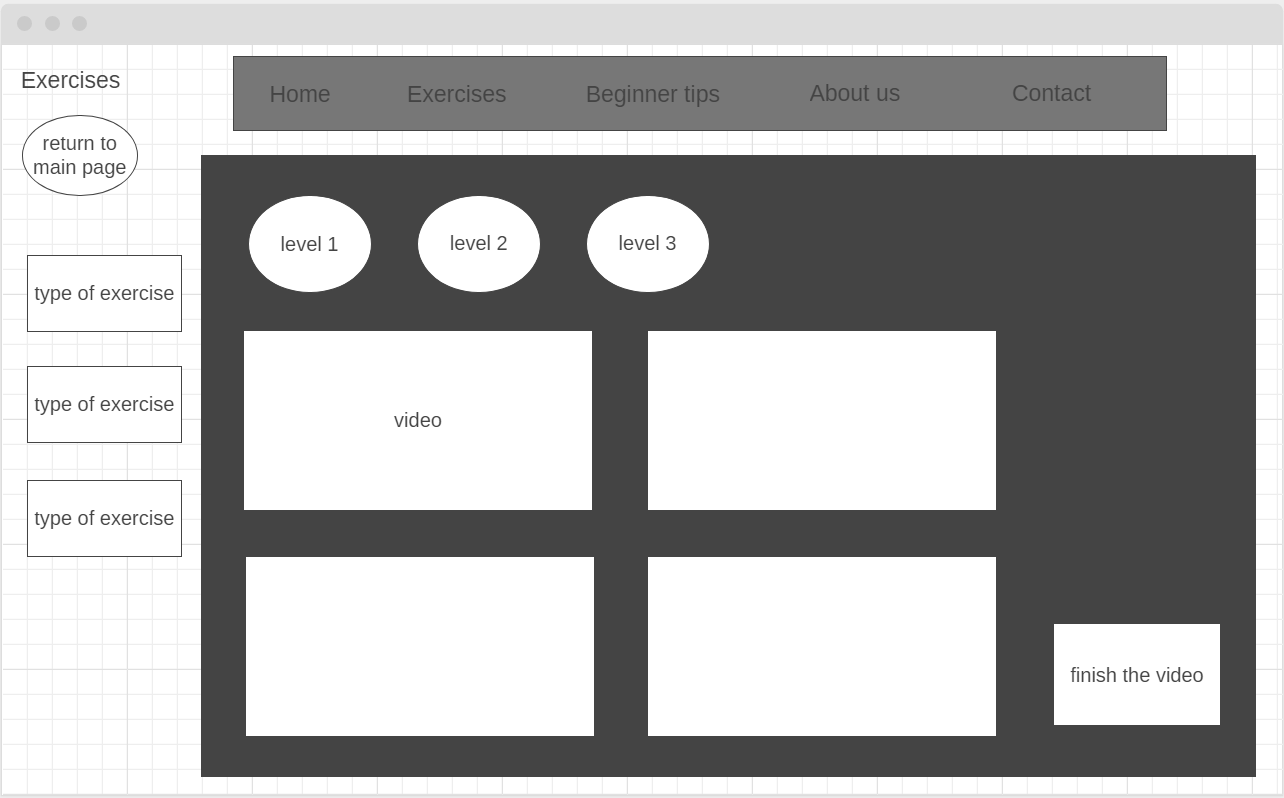 Exercises
return to
main page
type of exercise
type of exercise
type of exercise
Home
Exercises
Beginner tips
About us
Contact
level 1
level 2
level 3
video
finish the video